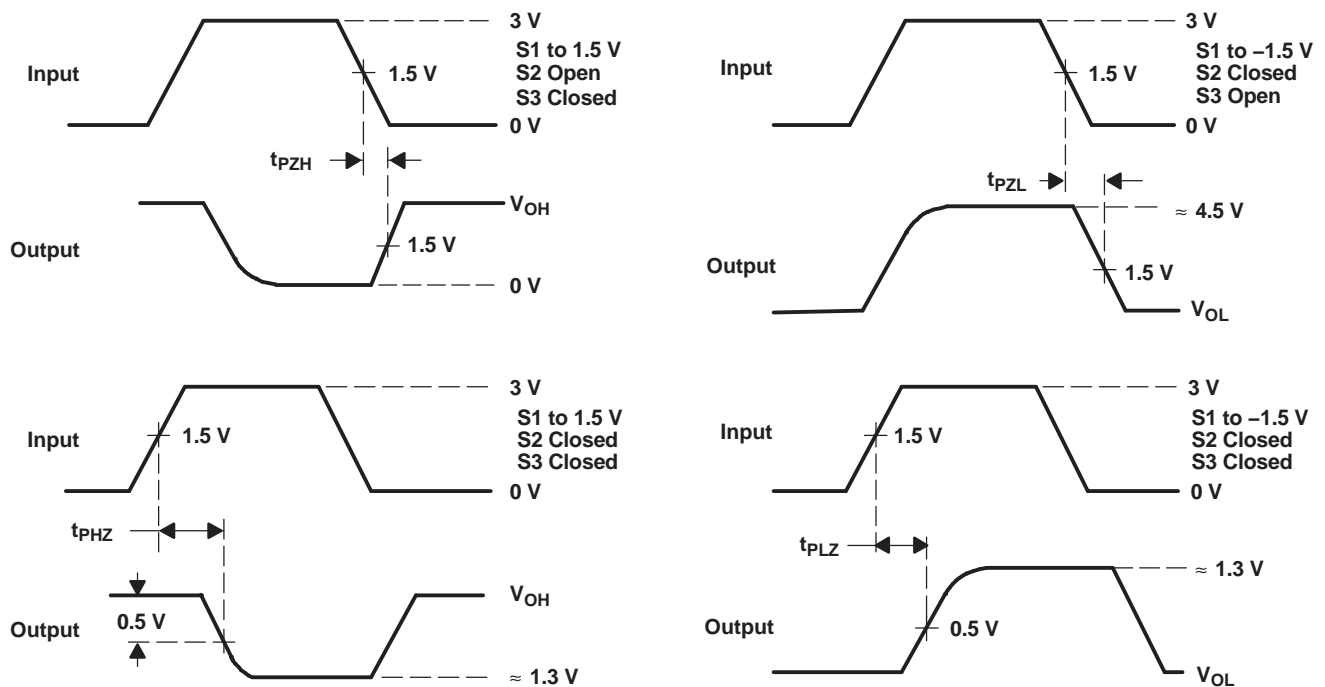 3 V
S1 to 1.5 V
S2 Open
S3 Closed
Input
1.5 V
0 V
tPZH
VOH
Output
1.5 V
0 V
3 V
S1 to –1.5 V
S2 Closed
S3 Open
Input
1.5 V
0 V
tPZL
≈ 4.5 V
Output
1.5 V
VOL
3 V
S1 to 1.5 V
S2 Closed
S3 Closed
Input
1.5 V
0 V
tPHZ
VOH
0.5 V
Output
≈ 1.3 V
3 V
S1 to –1.5 V
S2 Closed
S3 Closed
Input
1.5 V
0 V
tPLZ
≈ 1.3 V
Output
0.5 V
VOL